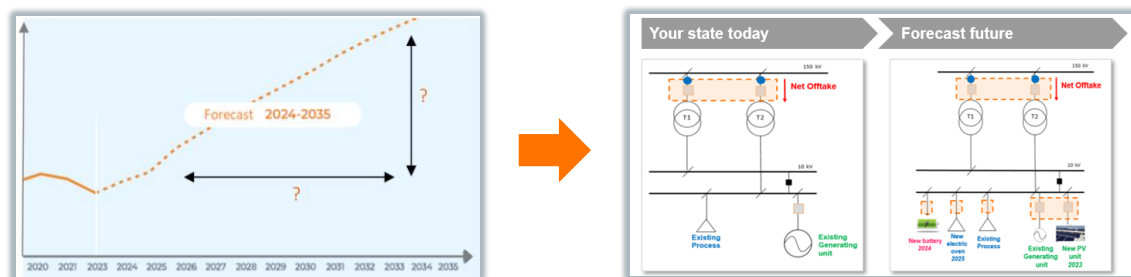 ?
Forecast 2024-2035
?
2020 2021 2022 2023 2024 2025 2026 2027 2028 2029 2030 2031 2032 2033 2034 2035
Your state today
Forecast future
150 kV
Net Offtake
T1
T2
10 kV
Existing
Process
Existing
Generating
unit
150 kV
Net Offtake
T1
T2
10 kV
New battery
2024
New
electric
oven
2025
Existing
Process
Existing
Generating
unit
New PV
unit
2023